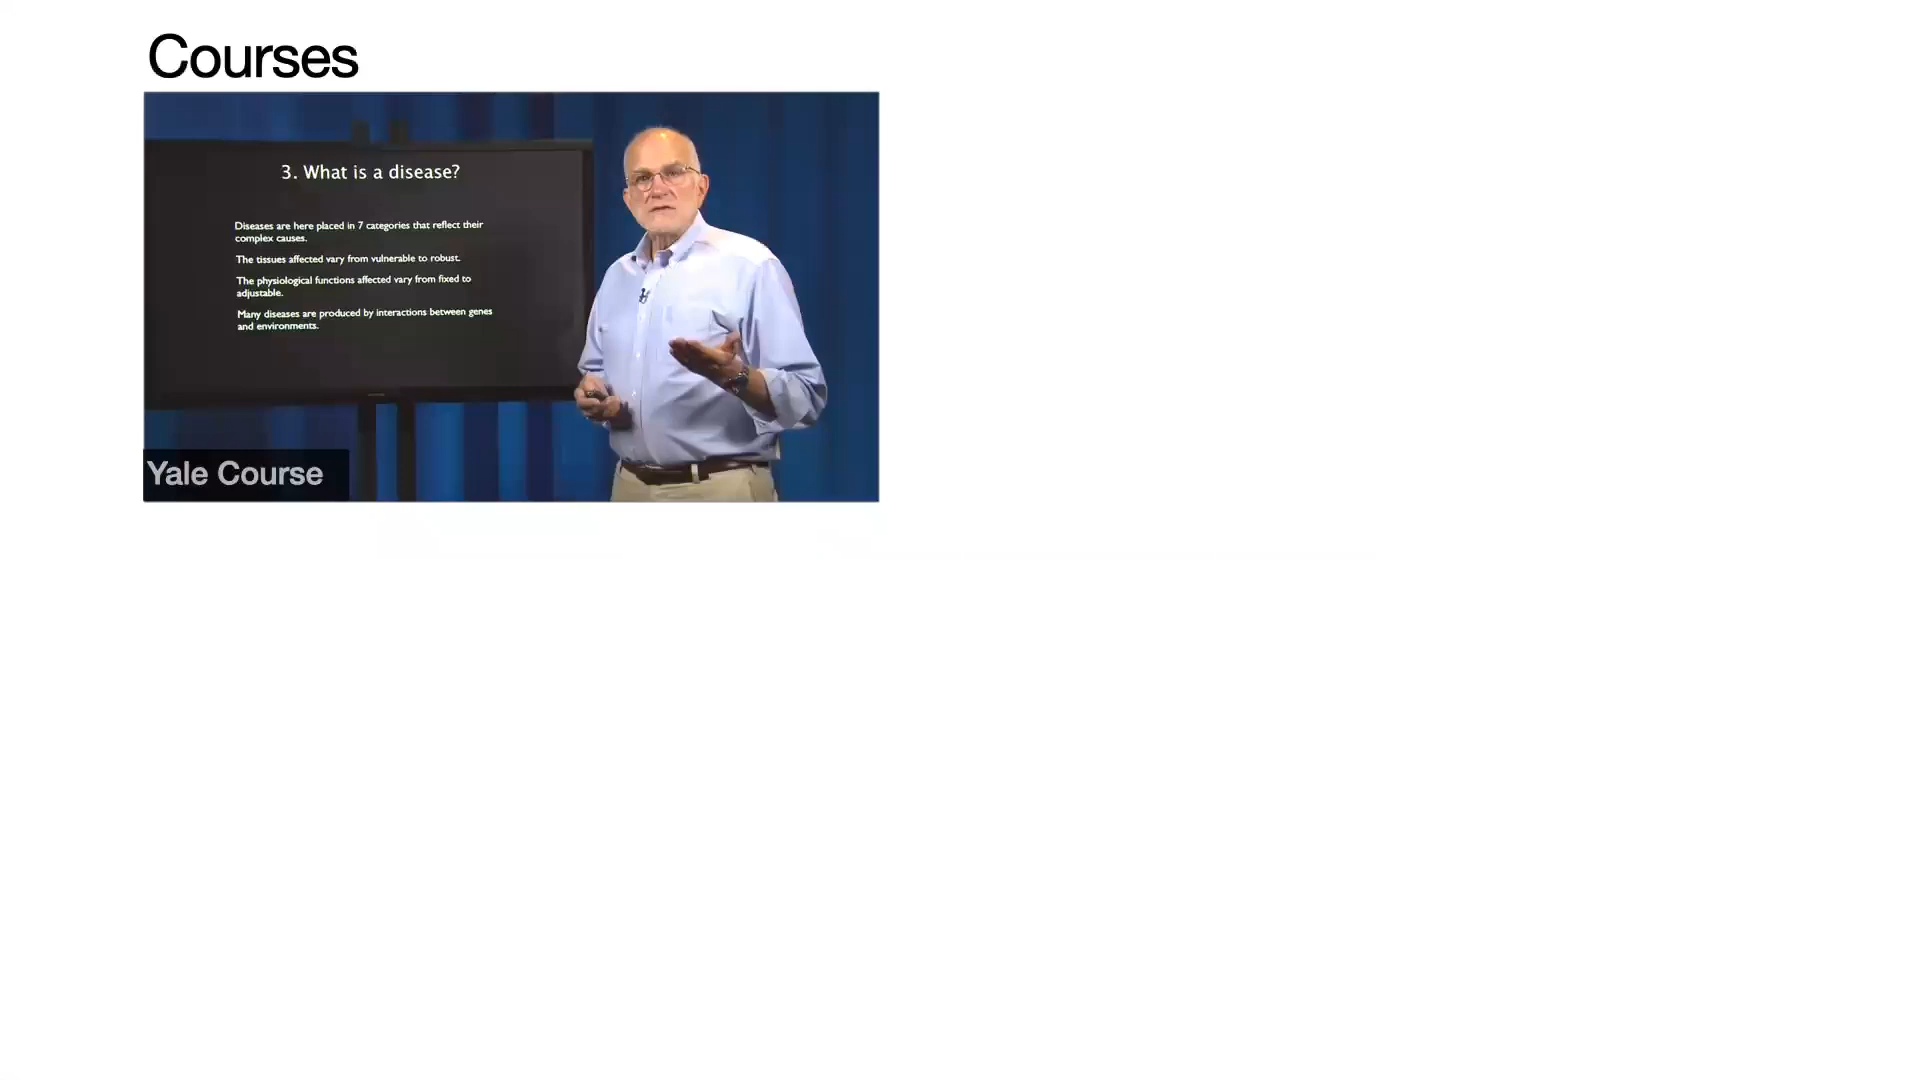 Courses
3. What is a disease?
Diseases are here placed in 7 categories that reflect their
complex causes.
The tissues affected vary from vulnerable to robust.
The physiological functions affected vary from fixed to
adjustable.
Many diseases are produced by interactions between genes
and environments.
Yale Course